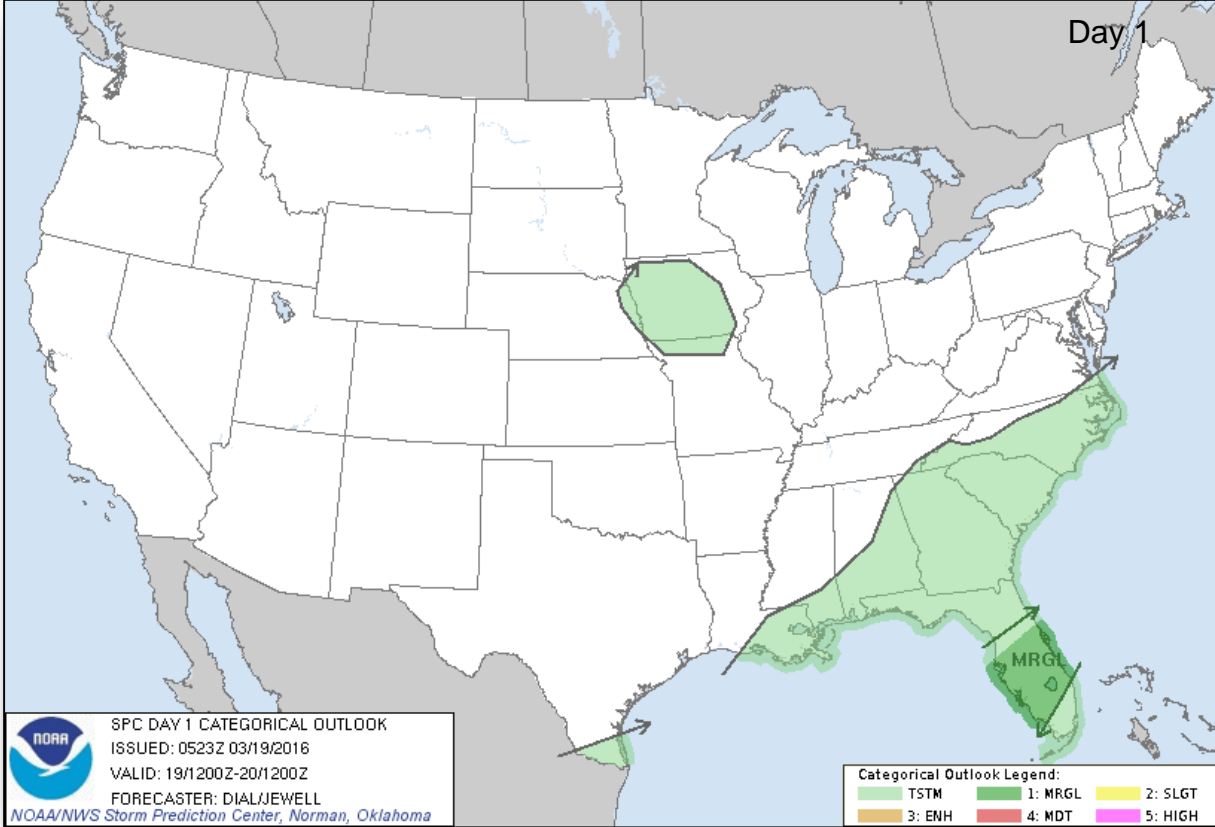 Day 1
MRGL
NOAA
SPC DAY 1 CATEGORICAL OUTLOOK
ISSUED: 0523Z 03/19/2016
VALID: 19/1200Z-20/1200Z
FORECASTER: DIAL/JEWELL
NOAA/NWS Storm Prediction Center, Norman, Oklahoma
Categorical Outlook Legend:
TSTM 1: MRGL 2: SLGT
3: ENH 4: MDT 5: HIGH